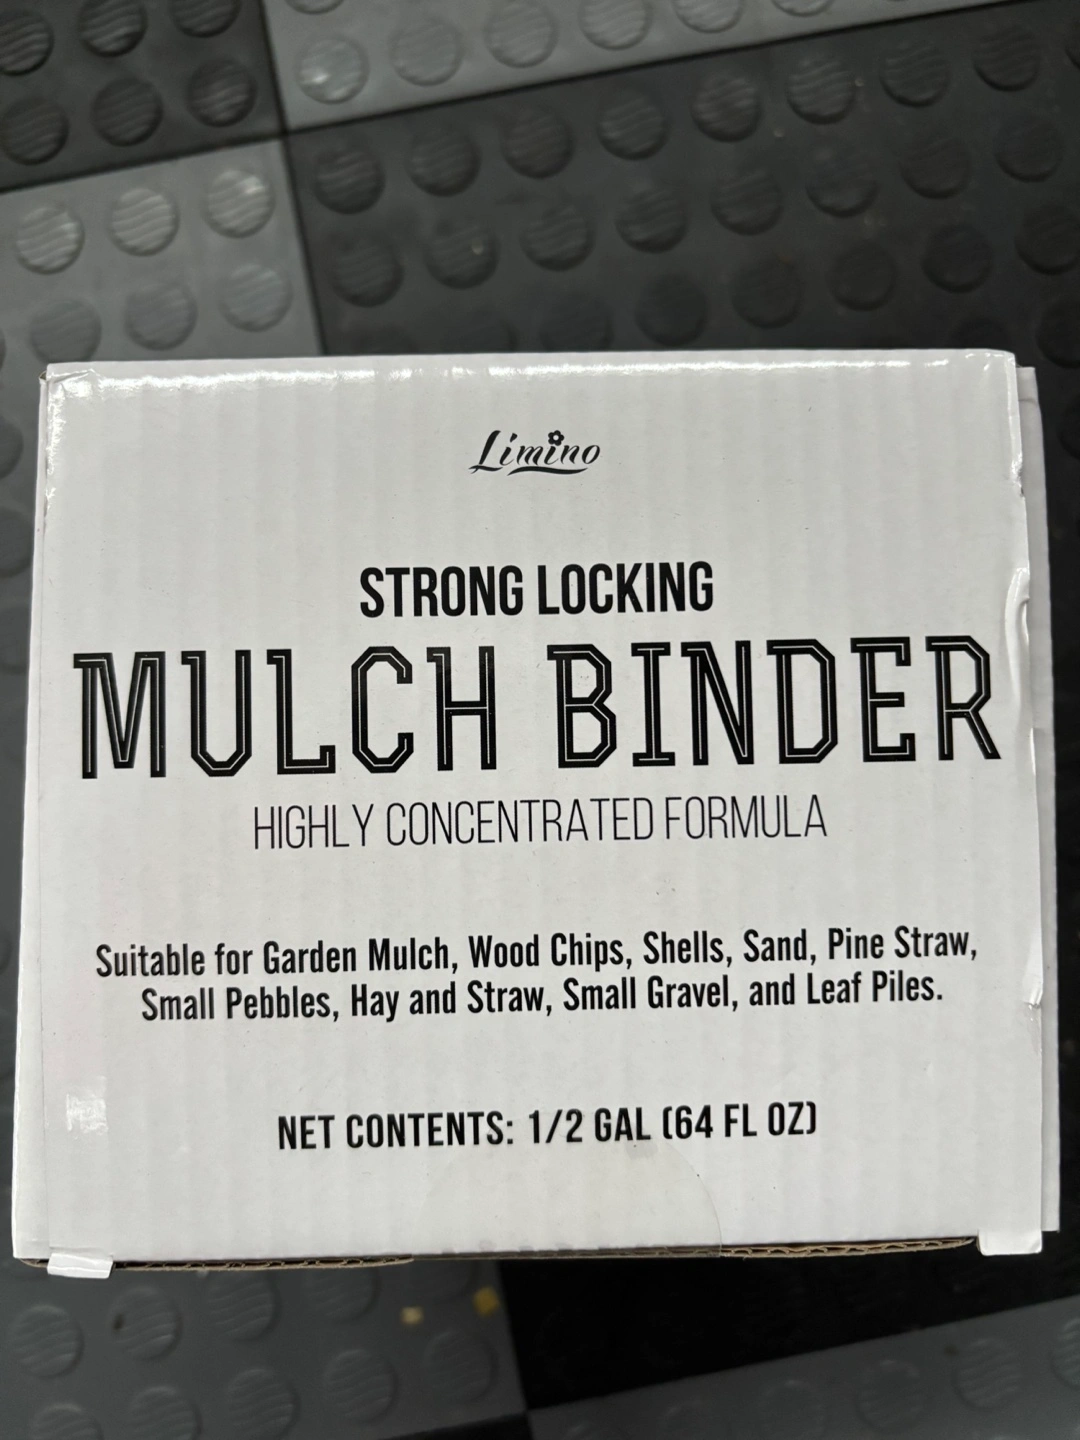 Limino
STRONG LOCKING
MULCH BINDER
HIGHLY CONCENTRATED FORMULA
Suitable for Garden Mulch, Wood Chips, Shells, Sand, Pine Straw,
Small Pebbles, Hay and Straw, Small Gravel, and Leaf Piles.
NET CONTENTS: 1/2 GAL (64 FL OZ)